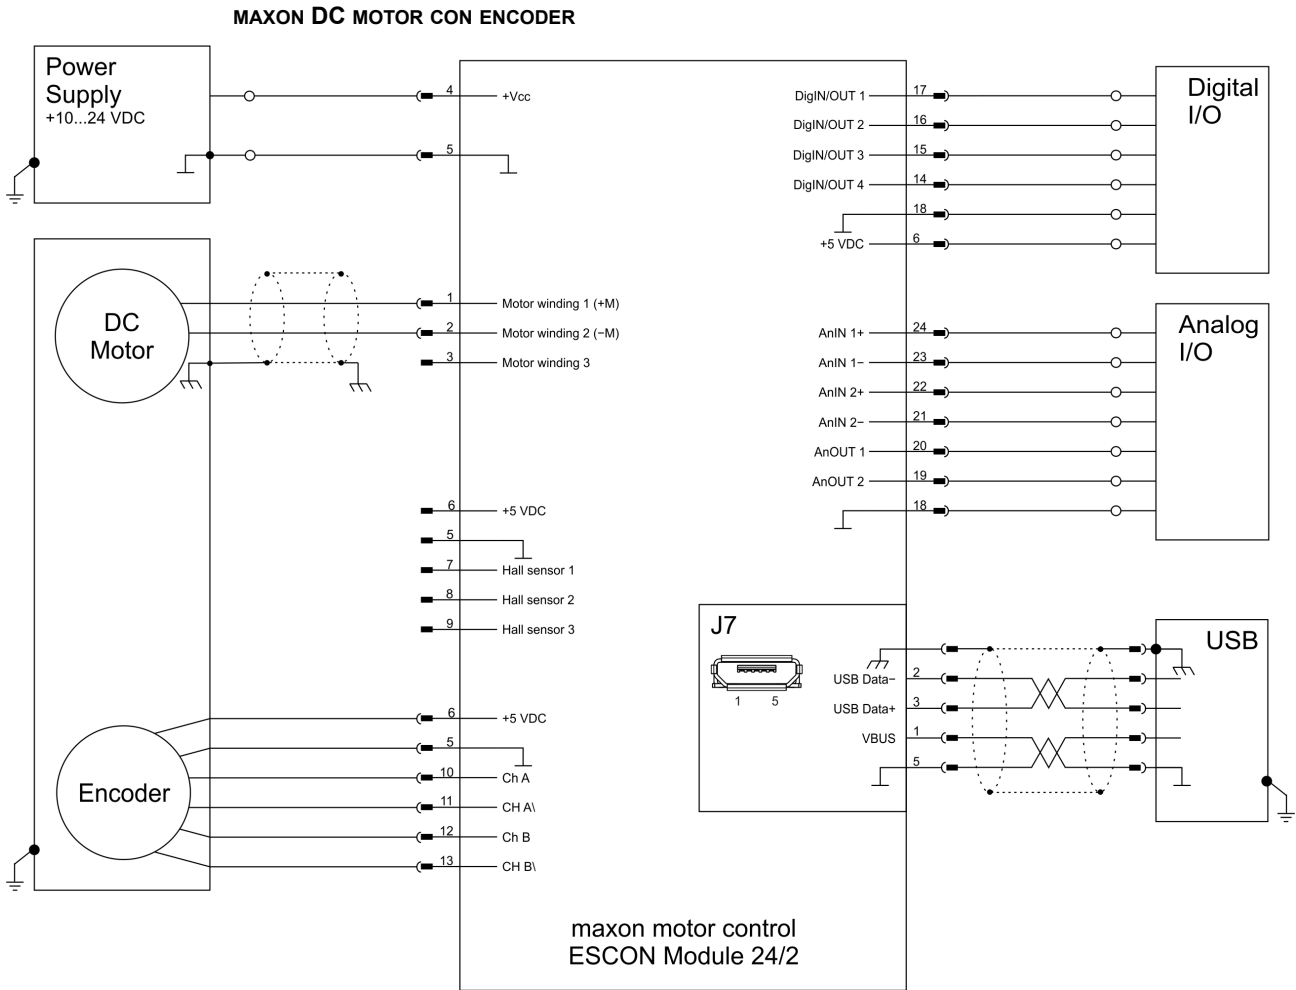 MAXON DC MOTOR CON ENCODER
Power
Supply
+10...24 VDC
4
+Vcc
5
DC
Motor
1
Motor winding 1 (+M)
2
Motor winding 2 (−M)
3
Motor winding 3
6
+5 VDC
5
7
Hall sensor 1
8
Hall sensor 2
9
Hall sensor 3
Encoder
6
+5 VDC
5
10
Ch A
11
CH A\
12
Ch B
13
CH B\
DigIN/OUT 1
17
DigIN/OUT 2
16
DigIN/OUT 3
15
DigIN/OUT 4
14
18
+5 VDC
6
Digital
I/O
AnIN 1+
24
AnIN 1−
23
AnIN 2+
22
AnIN 2−
21
AnOUT 1
20
AnOUT 2
19
18
Analog
I/O
J7
1 5
USB Data−
2
USB Data+
3
VBUS
1
5
USB
maxon motor control
ESCON Module 24/2